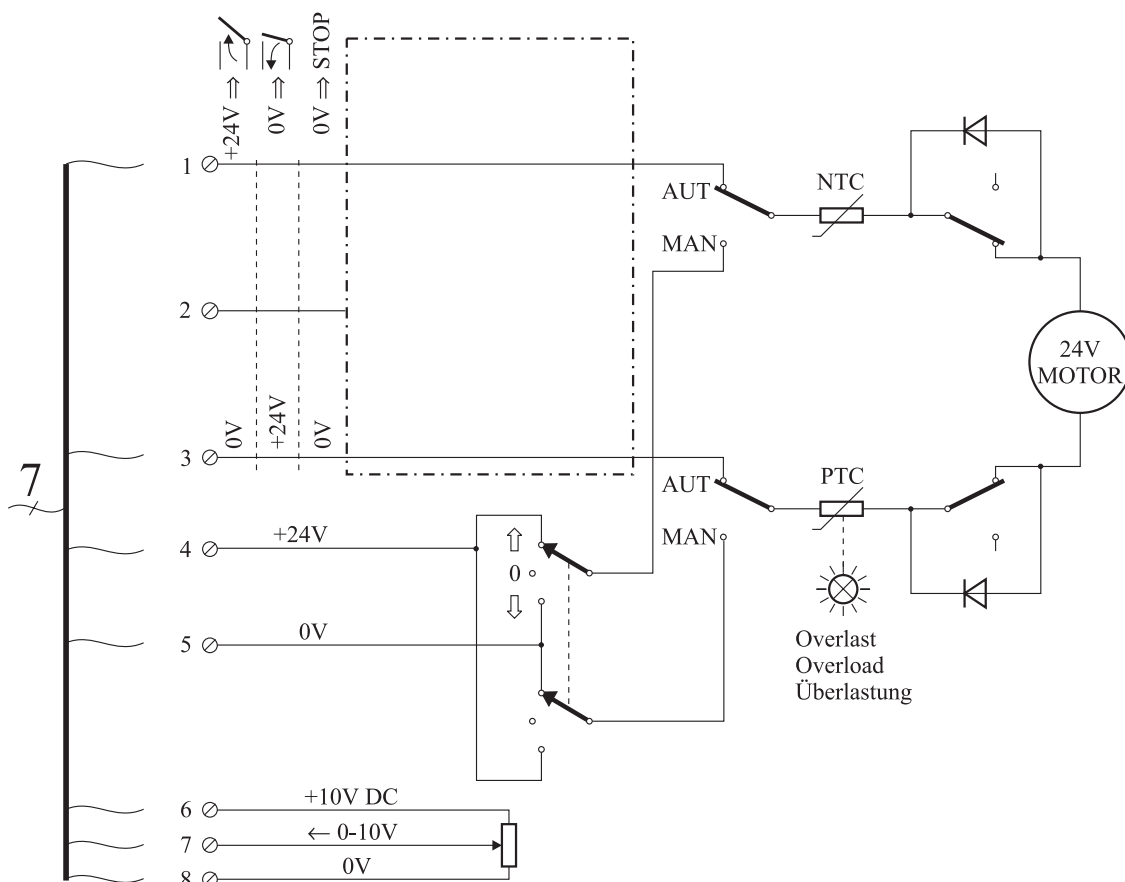 +24V ⇒
0V ⇒
0V ⇒ STOP
1
AUT
NTC
MAN
2
24V
MOTOR
0V
+24V
0V
3
7
AUT
PTC
MAN
4
+24V
0
5
0V
Overlast
Overload
Überlastung
6
+10V DC
7
← 0-10V
8
0V